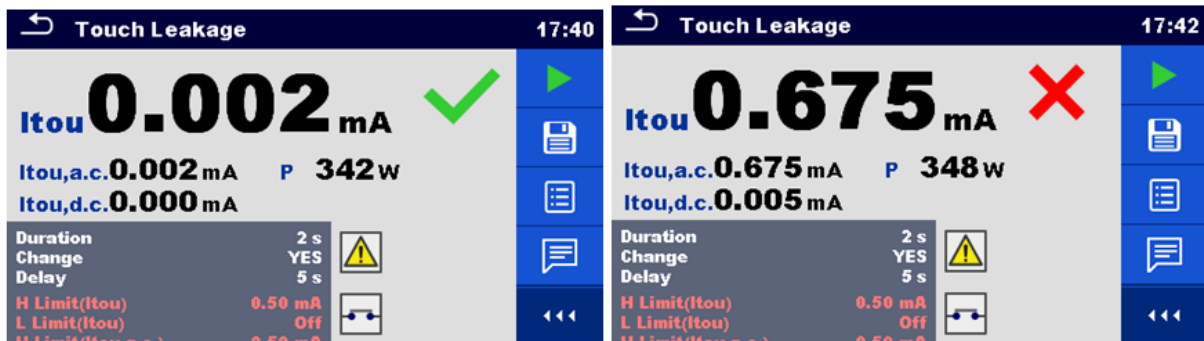 Touch Leakage 17:40
Itou 0.002 mA
Itou,a.c. 0.002 mA P 342 W
Itou,d.c. 0.000 mA
Duration 2 s
Change YES
Delay 5 s
H Limit(Itou) 0.50 mA
L Limit(Itou) Off
Touch Leakage 17:42
Itou 0.675 mA
Itou,a.c. 0.675 mA P 348 W
Itou,d.c. 0.005 mA
Duration 2 s
Change YES
Delay 5 s
H Limit(Itou) 0.50 mA
L Limit(Itou) Off